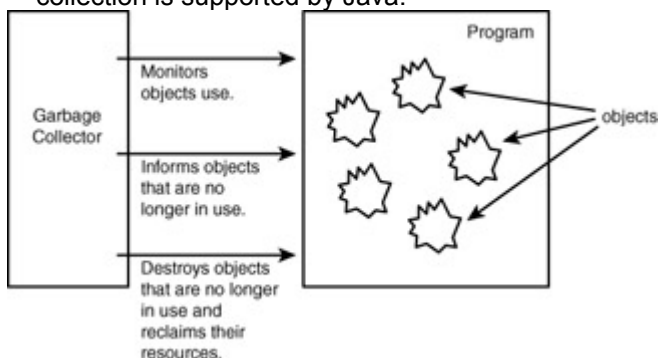 collection is supported by Java.
Program
Monitors
objects use.
Garbage
Collector
objects
Informs objects
that are no
longer in use.
Destroys objects
that are no longer
in use and
reclaims their
resources.